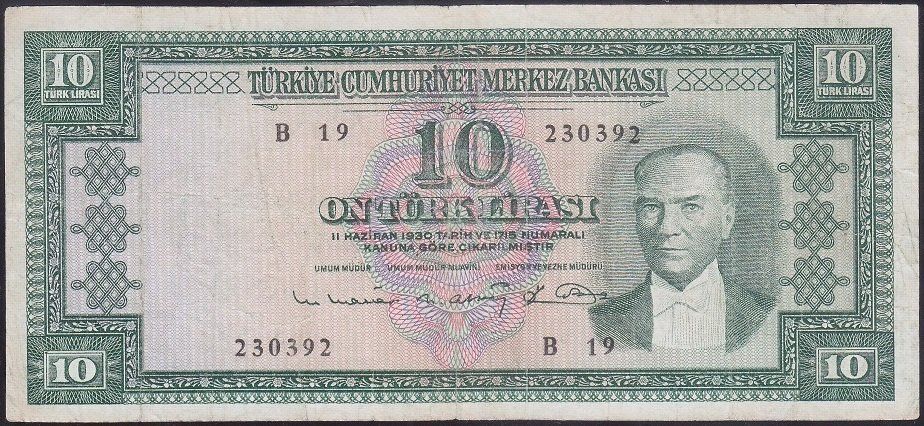 10 10
TÜRK LİRASI TÜRK LİRASI
TÜRKİYE CUMHURİYET MERKEZ BANKASI
B 19 230392
10
ON TÜRK LİRASI
11 HAZİRAN 1930 TARİH VE 1715 NUMARALI
KANUNA GÖRE ÇIKARILMIŞTIR
UMUM MÜDÜR UMUM MÜDÜR MUAVİNİ EMİSYON VE VEZNE MÜDÜRÜ
230392 B 19
10 10